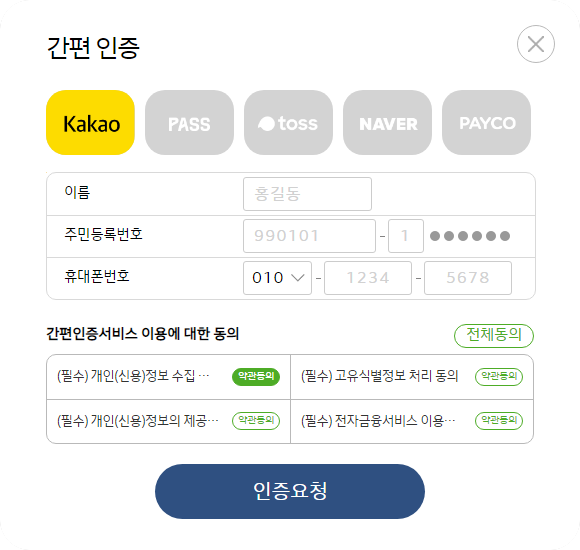 간편 인증
Kakao PASS toss NAVER PAYCO
이름 홍길동
주민등록번호 990101 - 1 ●●●●●●
휴대폰번호 010 - 1234 - 5678
간편인증서비스 이용에 대한 동의 전체동의
(필수) 개인(신용)정보 수집 ··· 약관동의 (필수) 고유식별정보 처리 동의 약관동의
(필수) 개인(신용)정보의 제공··· 약관동의 (필수) 전자금융서비스 이용··· 약관동의
인증요청